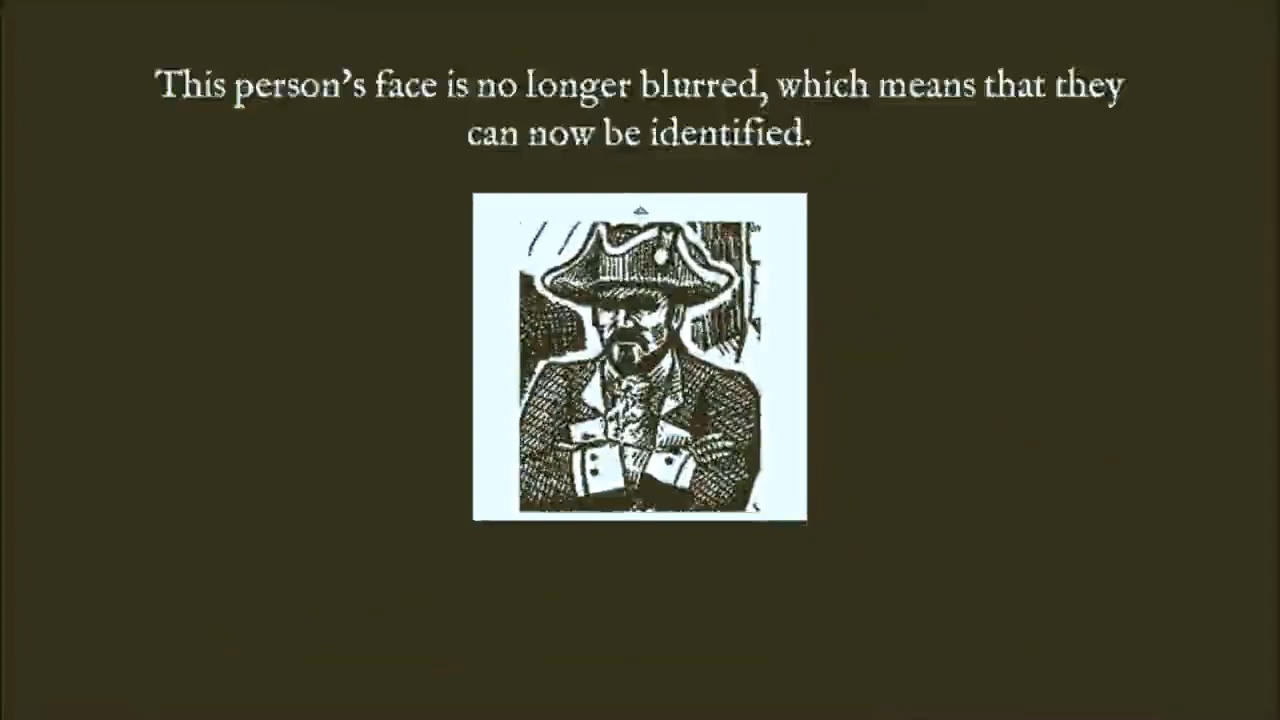 This person's face is no longer blurred, which means that they
can now be identified.